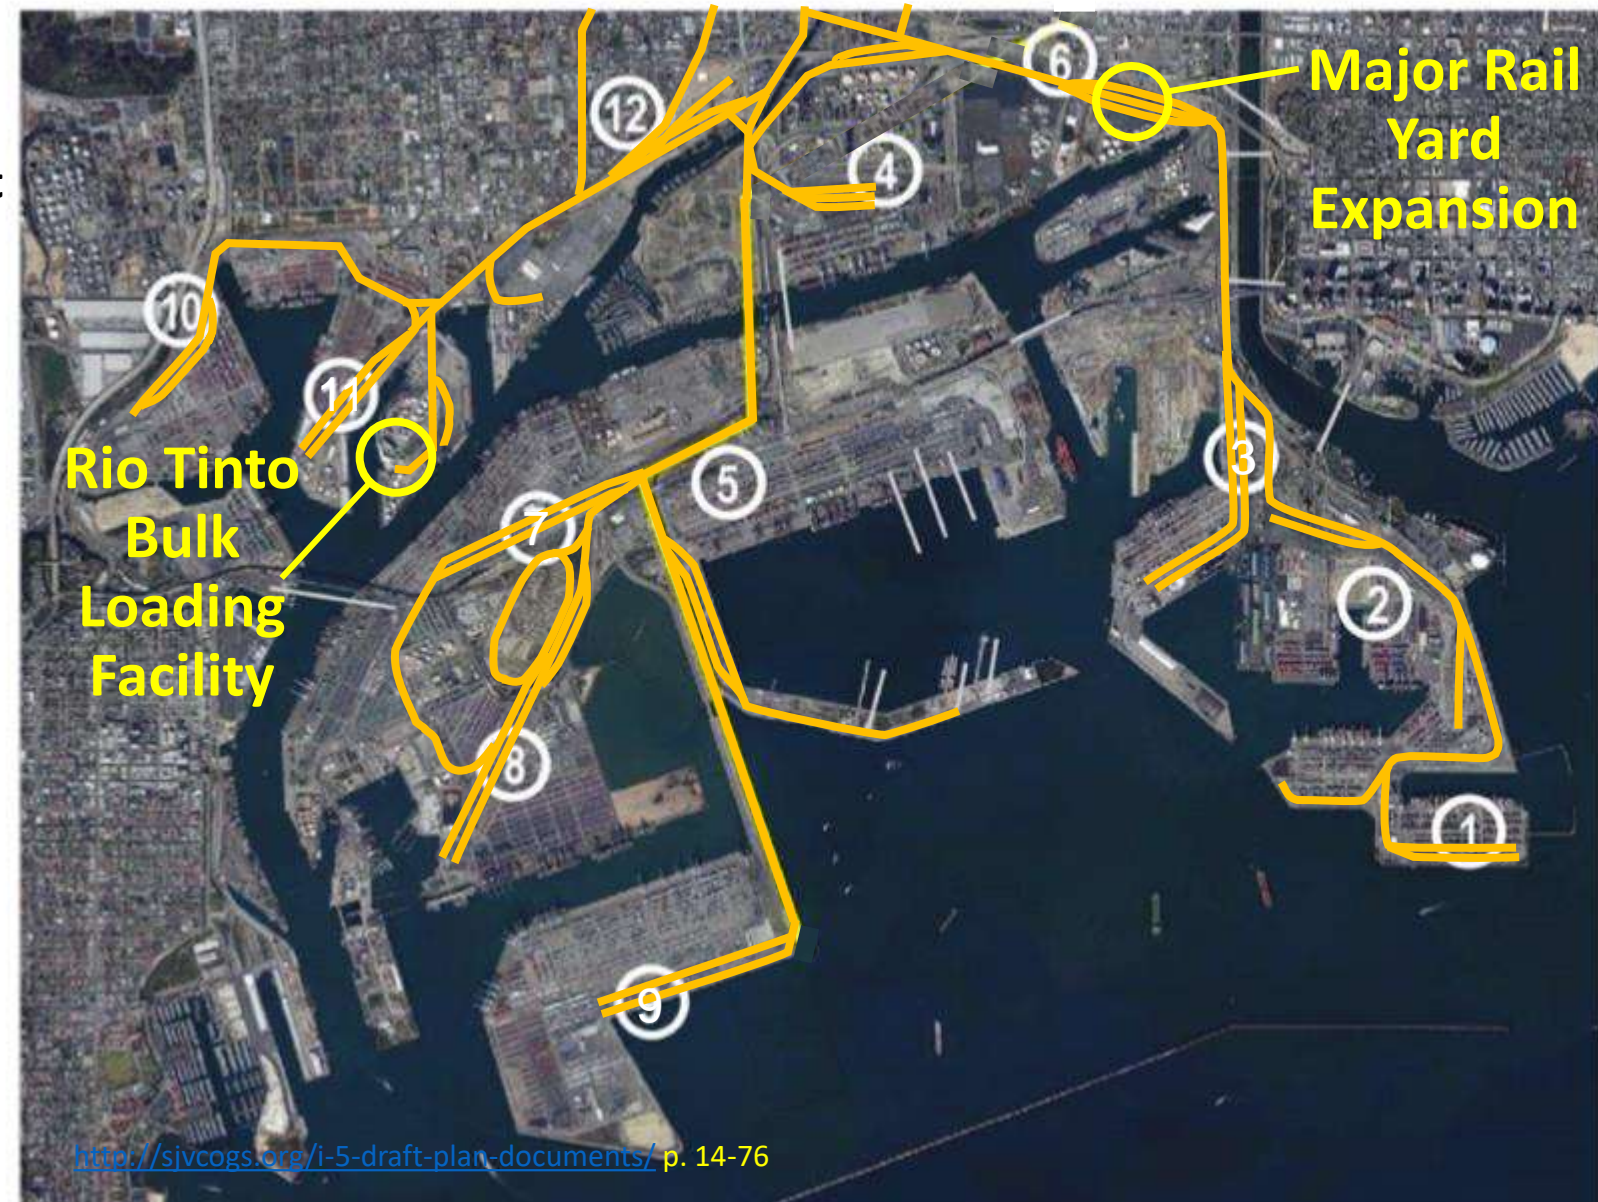 6
Major Rail
Yard
Expansion
12
4
t
10
11
Rio Tinto
Bulk
Loading
Facility
5
3
7
2
8
1
9
http://sjvcogs.org/i-5-draft-plan-documents/ p. 14-76